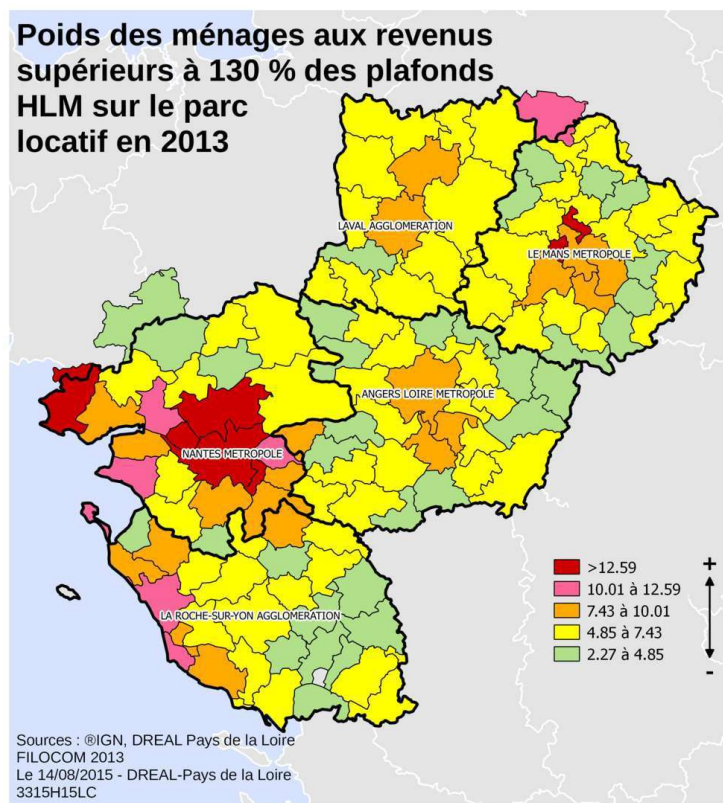 Poids des ménages aux revenus
supérieurs à 130 % des plafonds
HLM sur le parc
locatif en 2013
LAVAL AGGLOMERATION
LE MANS METROPOLE
ANGERS LOIRE METROPOLE
NANTES METROPOLE
LA ROCHE-SUR-YON AGGLOMERATION
>12.59
10.01 à 12.59
7.43 à 10.01
4.85 à 7.43
2.27 à 4.85
+
-
Sources : ®IGN, DREAL Pays de la Loire
FILOCOM 2013
Le 14/08/2015 - DREAL-Pays de la Loire
3315H15LC